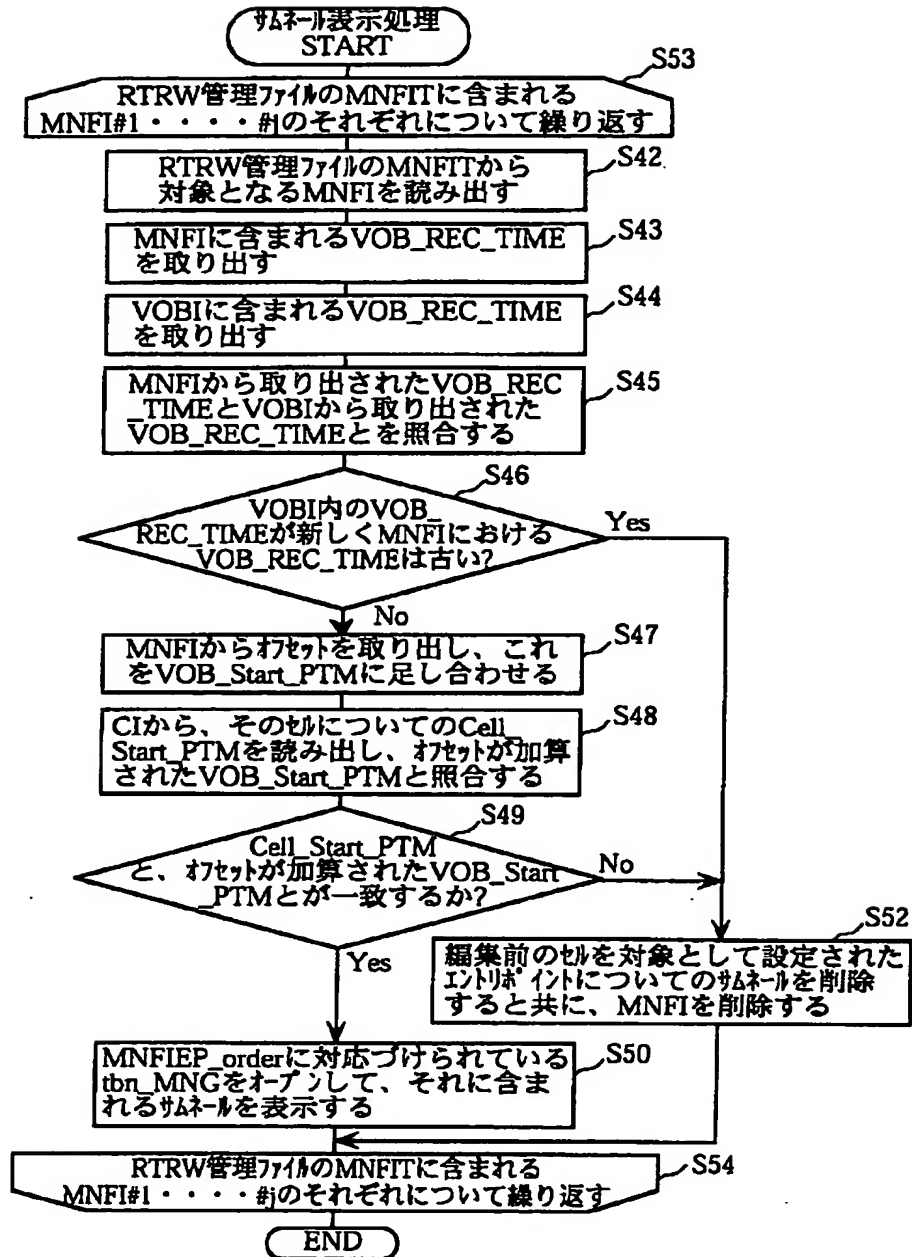 サムネール表示処理
START
S53
RTRW管理ファイルのMNFITに含まれる
MNFI#1・・・・#jのそれぞれについて繰り返す
S42
RTRW管理ファイルのMNFITから
対象となるMNFIを読み出す
S43
MNFIに含まれるVOB_REC_TIME
を取り出す
S44
VOBIに含まれるVOB_REC_TIME
を取り出す
S45
MNFIから取り出されたVOB_REC
_TIMEとVOBIから取り出された
VOB_REC_TIMEとを照合する
S46
VOBI内のVOB_
REC_TIMEが新しくMNFIにおける
VOB_REC_TIMEは古い?
Yes
No
S47
MNFIからオフセットを取り出し、これ
をVOB_Start_PTMに足し合わせる
S48
CIから、そのセルについてのCell_
Start_PTMを読み出し、オフセットが加算
されたVOB_Start_PTMと照合する
S49
Cell_Start_PTM
と、オフセットが加算されたVOB_Start
_PTMとが一致するか?
No
Yes
S52
編集前のセルを対象として設定された
エントリポイントについてのサムネールを削除
すると共に、MNFIを削除する
S50
MNFIEP_orderに対応づけられている
tbn_MNGをオープンして、それに含ま
れるサムネールを表示する
S54
RTRW管理ファイルのMNFITに含まれる
MNFI#1・・・・#jのそれぞれについて繰り返す
END